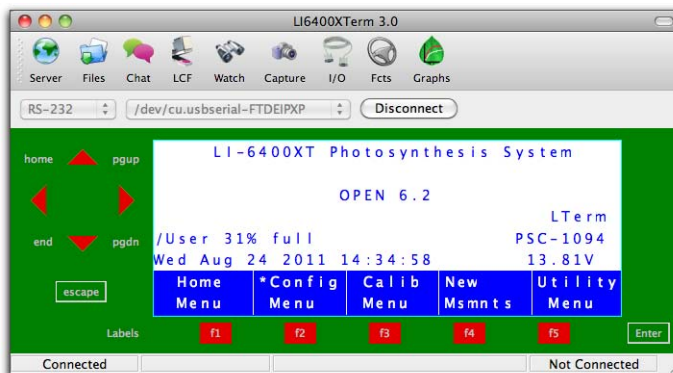 LI6400XTerm 3.0
Server Files Chat LCF Watch Capture I/O Fcts Graphs
RS-232 /dev/cu.usbserial-FTDEIPXP Disconnect
home pgup
end pgdn
escape
LI-6400XT Photosynthesis System
OPEN 6.2
LTerm
/User 31% full PSC-1094
Wed Aug 24 2011 14:34:58 13.81V
Home *Config Calib New Utility
Menu Menu Menu Msmnts Menu
Labels f1 f2 f3 f4 f5 Enter
Connected Not Connected